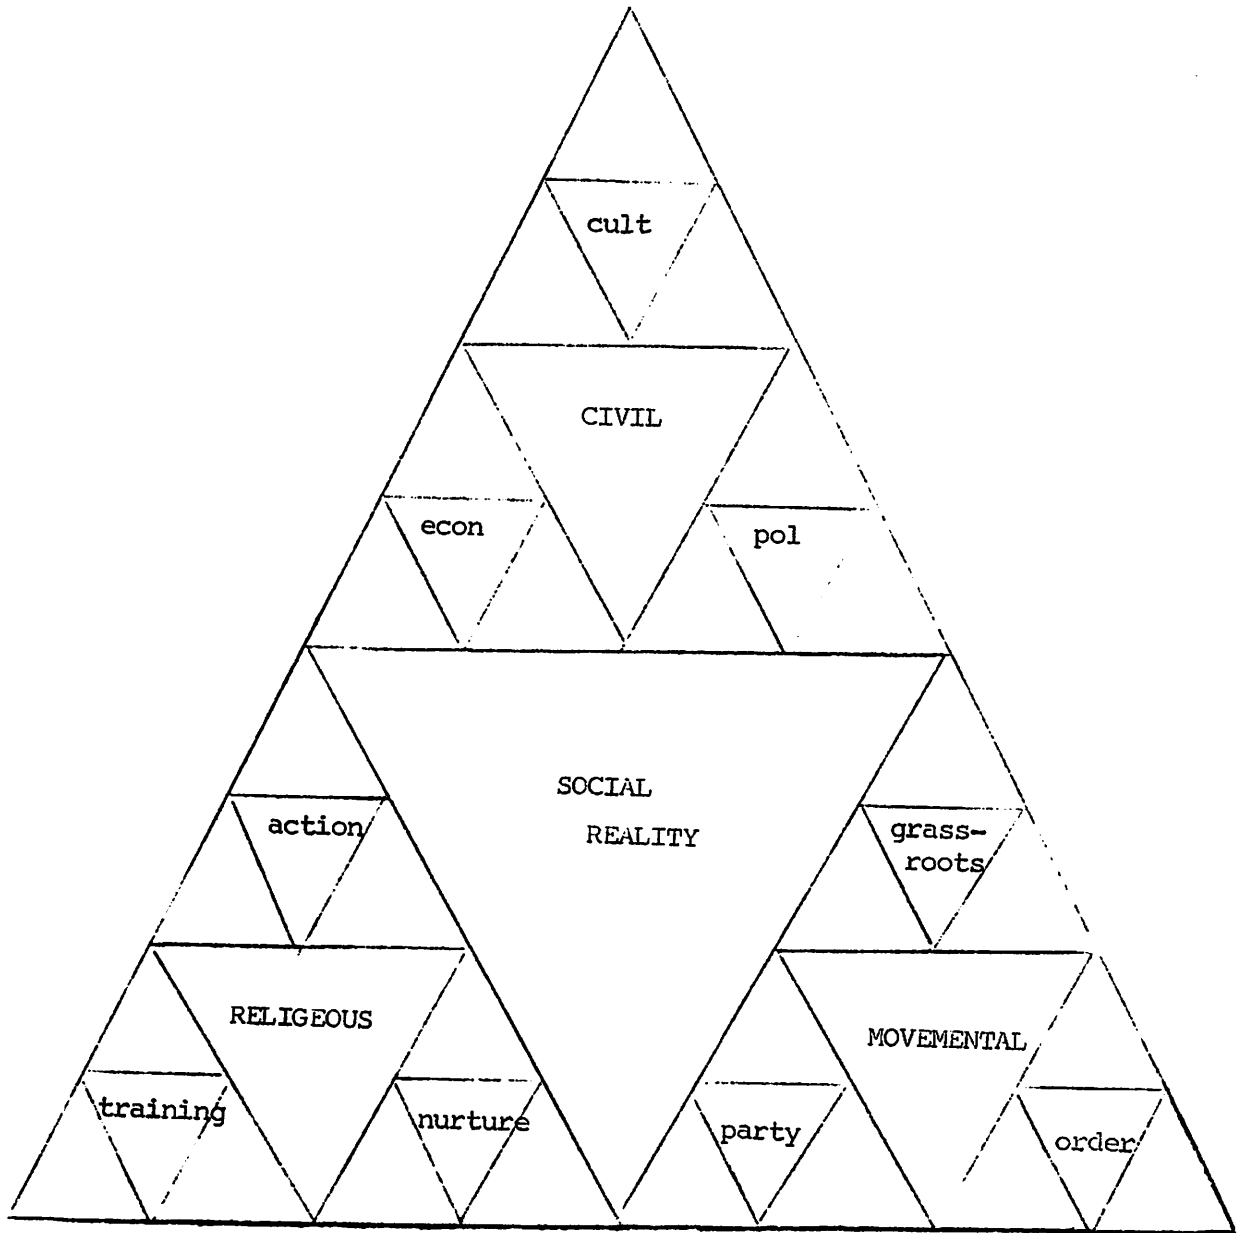 cult
CIVIL
econ
pol
SOCIAL
REALITY
action
grass-
roots
RELIGEOUS
MOVEMENTAL
training
nurture
party
order